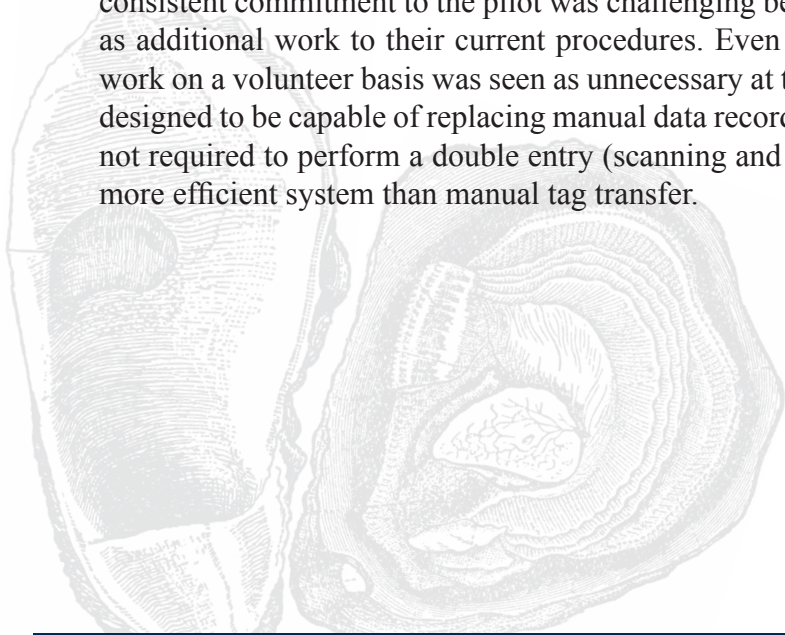 consistent commitment to the pilot was challenging be
as additional work to their current procedures. Even
work on a volunteer basis was seen as unnecessary at t
designed to be capable of replacing manual data record
not required to perform a double entry (scanning and
more efficient system than manual tag transfer.